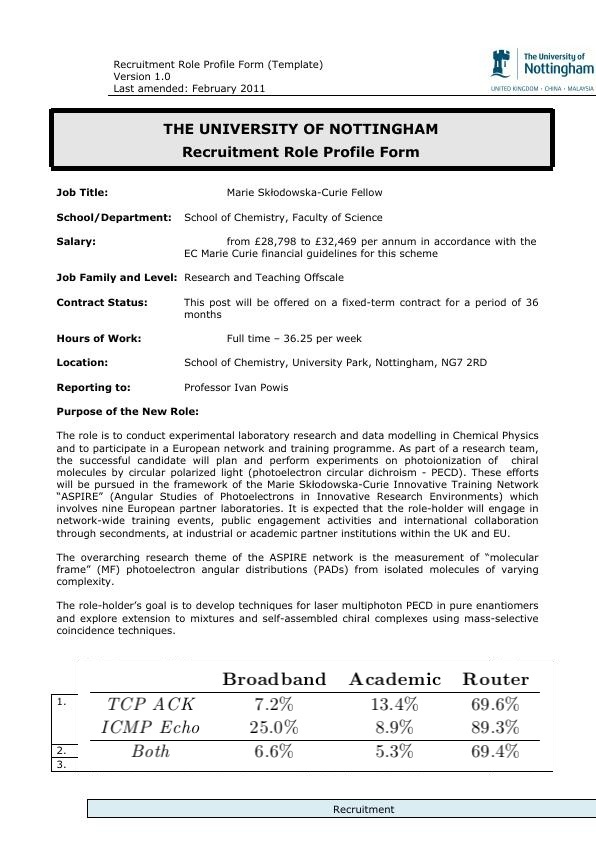 Recruitment Role Profile Form (Template)
Version 1.0
Last amended: February 2011
The University of
Nottingham
UNITED KINGDOM · CHINA · MALAYSIA
THE UNIVERSITY OF NOTTINGHAM
Recruitment Role Profile Form
Job Title: Marie Skłodowska-Curie Fellow
School/Department: School of Chemistry, Faculty of Science
Salary: from £28,798 to £32,469 per annum in accordance with the
EC Marie Curie financial guidelines for this scheme
Job Family and Level: Research and Teaching Offscale
Contract Status: This post will be offered on a fixed-term contract for a period of 36
months
Hours of Work: Full time – 36.25 per week
Location: School of Chemistry, University Park, Nottingham, NG7 2RD
Reporting to: Professor Ivan Powis
Purpose of the New Role:
The role is to conduct experimental laboratory research and data modelling in Chemical Physics
and to participate in a European network and training programme. As part of a research team,
the successful candidate will plan and perform experiments on photoionization of chiral
molecules by circular polarized light (photoelectron circular dichroism - PECD). These efforts
will be pursued in the framework of the Marie Skłodowska-Curie Innovative Training Network
“ASPIRE” (Angular Studies of Photoelectrons in Innovative Research Environments) which
involves nine European partner laboratories. It is expected that the role-holder will engage in
network-wide training events, public engagement activities and international collaboration
through secondments, at industrial or academic partner institutions within the UK and EU.
The overarching research theme of the ASPIRE network is the measurement of “molecular
frame” (MF) photoelectron angular distributions (PADs) from isolated molecules of varying
complexity.
The role-holder’s goal is to develop techniques for laser multiphoton PECD in pure enantiomers
and explore extension to mixtures and self-assembled chiral complexes using mass-selective
coincidence techniques.
Broadband Academic Router
1. TCP ACK 7.2% 13.4% 69.6%
ICMP Echo 25.0% 8.9% 89.3%
2. Both 6.6% 5.3% 69.4%
3.
Recruitment